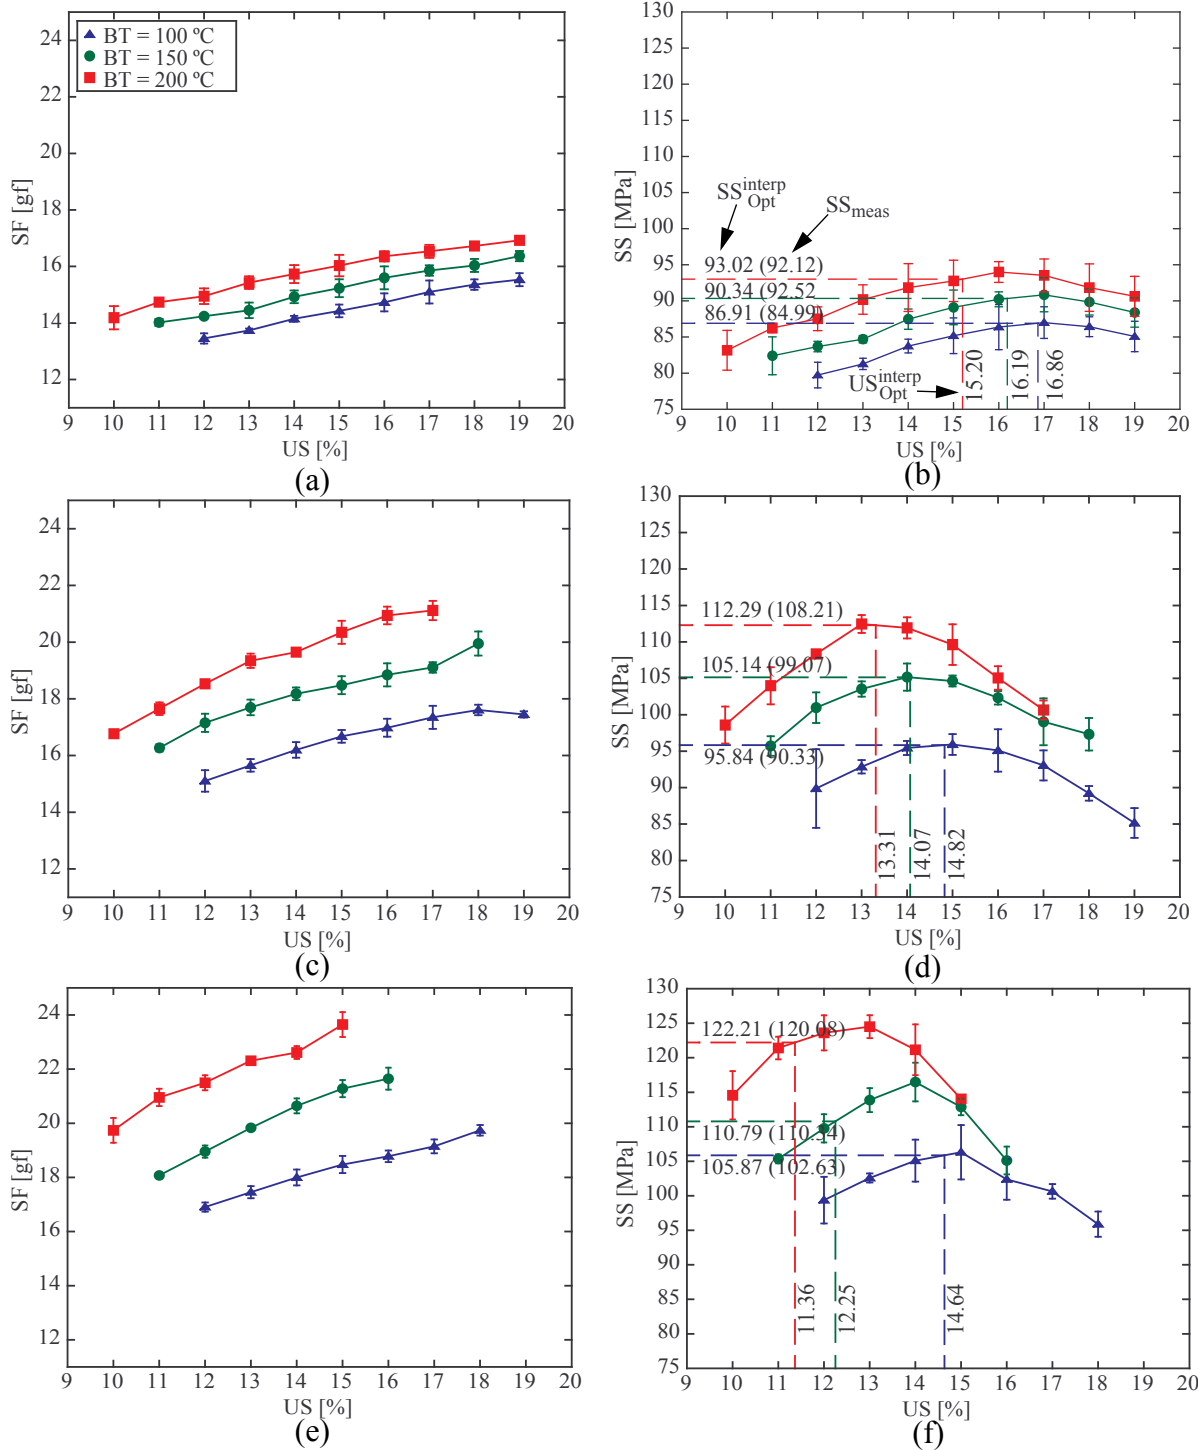 24
22
20
18
16
14
12
SF [gf]
BT = 100 ºC
BT = 150 ºC
BT = 200 ºC
9 10 11 12 13 14 15 16 17 18 19 20
US [%]
(a)
130
125
120
115
110
105
100
95
90
85
80
75
SS [MPa]
SS interp Opt
SS meas
93.02 (92.12)
90.34 (92.52
86.91 (84.99)
US interp Opt
15.20
16.19
16.86
9 10 11 12 13 14 15 16 17 18 19 20
US [%]
(b)
24
22
20
18
16
14
12
SF [gf]
9 10 11 12 13 14 15 16 17 18 19 20
US [%]
(c)
130
125
120
115
110
105
100
95
90
85
80
75
SS [MPa]
112.29 (108.21)
105.14 (99.07)
95.84 (90.33)
13.31
14.07
14.82
9 10 11 12 13 14 15 16 17 18 19 20
US [%]
(d)
24
22
20
18
16
14
12
SF [gf]
9 10 11 12 13 14 15 16 17 18 19 20
US [%]
(e)
130
125
120
115
110
105
100
95
90
85
80
75
SS [MPa]
122.21 (120.08)
110.79 (110.54)
105.87 (102.63)
11.36
12.25
14.64
9 10 11 12 13 14 15 16 17 18 19 20
US [%]
(f)